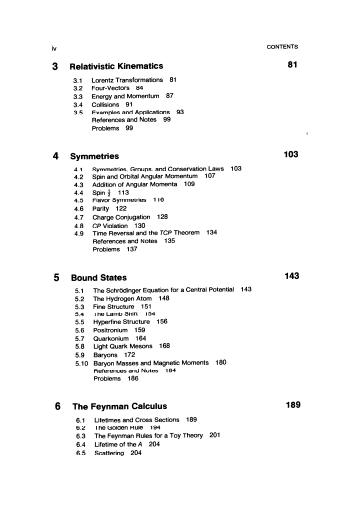 iv CONTENTS
3 Relativistic Kinematics 81
3.1 Lorentz Transformations 81
3.2 Four-Vectors 84
3.3 Energy and Momentum 87
3.4 Collisions 91
3.5 Examples and Applications 93
References and Notes 99
Problems 99
4 Symmetries 103
4.1 Symmetries, Groups, and Conservation Laws 103
4.2 Spin and Orbital Angular Momentum 107
4.3 Addition of Angular Momenta 109
4.4 Spin ½ 113
4.5 Flavor Symmetries 116
4.6 Parity 122
4.7 Charge Conjugation 128
4.8 CP Violation 130
4.9 Time Reversal and the TCP Theorem 134
References and Notes 135
Problems 137
5 Bound States 143
5.1 The Schrödinger Equation for a Central Potential 143
5.2 The Hydrogen Atom 148
5.3 Fine Structure 151
5.4 The Lamb Shift 154
5.5 Hyperfine Structure 156
5.6 Positronium 159
5.7 Quarkonium 164
5.8 Light Quark Mesons 168
5.9 Baryons 172
5.10 Baryon Masses and Magnetic Moments 180
References and Notes 184
Problems 186
6 The Feynman Calculus 189
6.1 Lifetimes and Cross Sections 189
6.2 The Golden Rule 194
6.3 The Feynman Rules for a Toy Theory 201
6.4 Lifetime of the A 204
6.5 Scattering 204